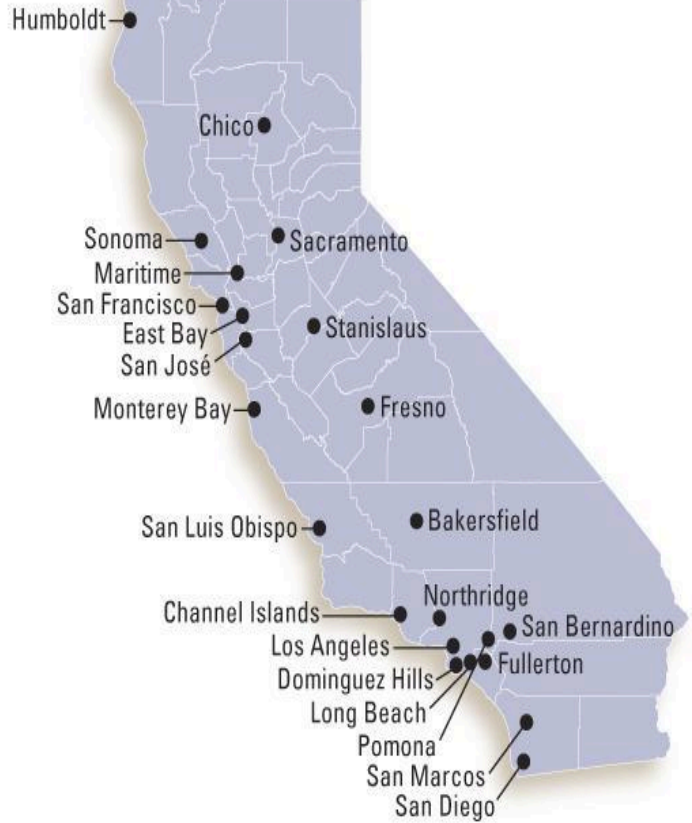 Humboldt
Chico
Sonoma
Sacramento
Maritime
San Francisco
East Bay
Stanislaus
San José
Monterey Bay
Fresno
San Luis Obispo
Bakersfield
Northridge
Channel Islands
San Bernardino
Los Angeles
Fullerton
Dominguez Hills
Long Beach
Pomona
San Marcos
San Diego